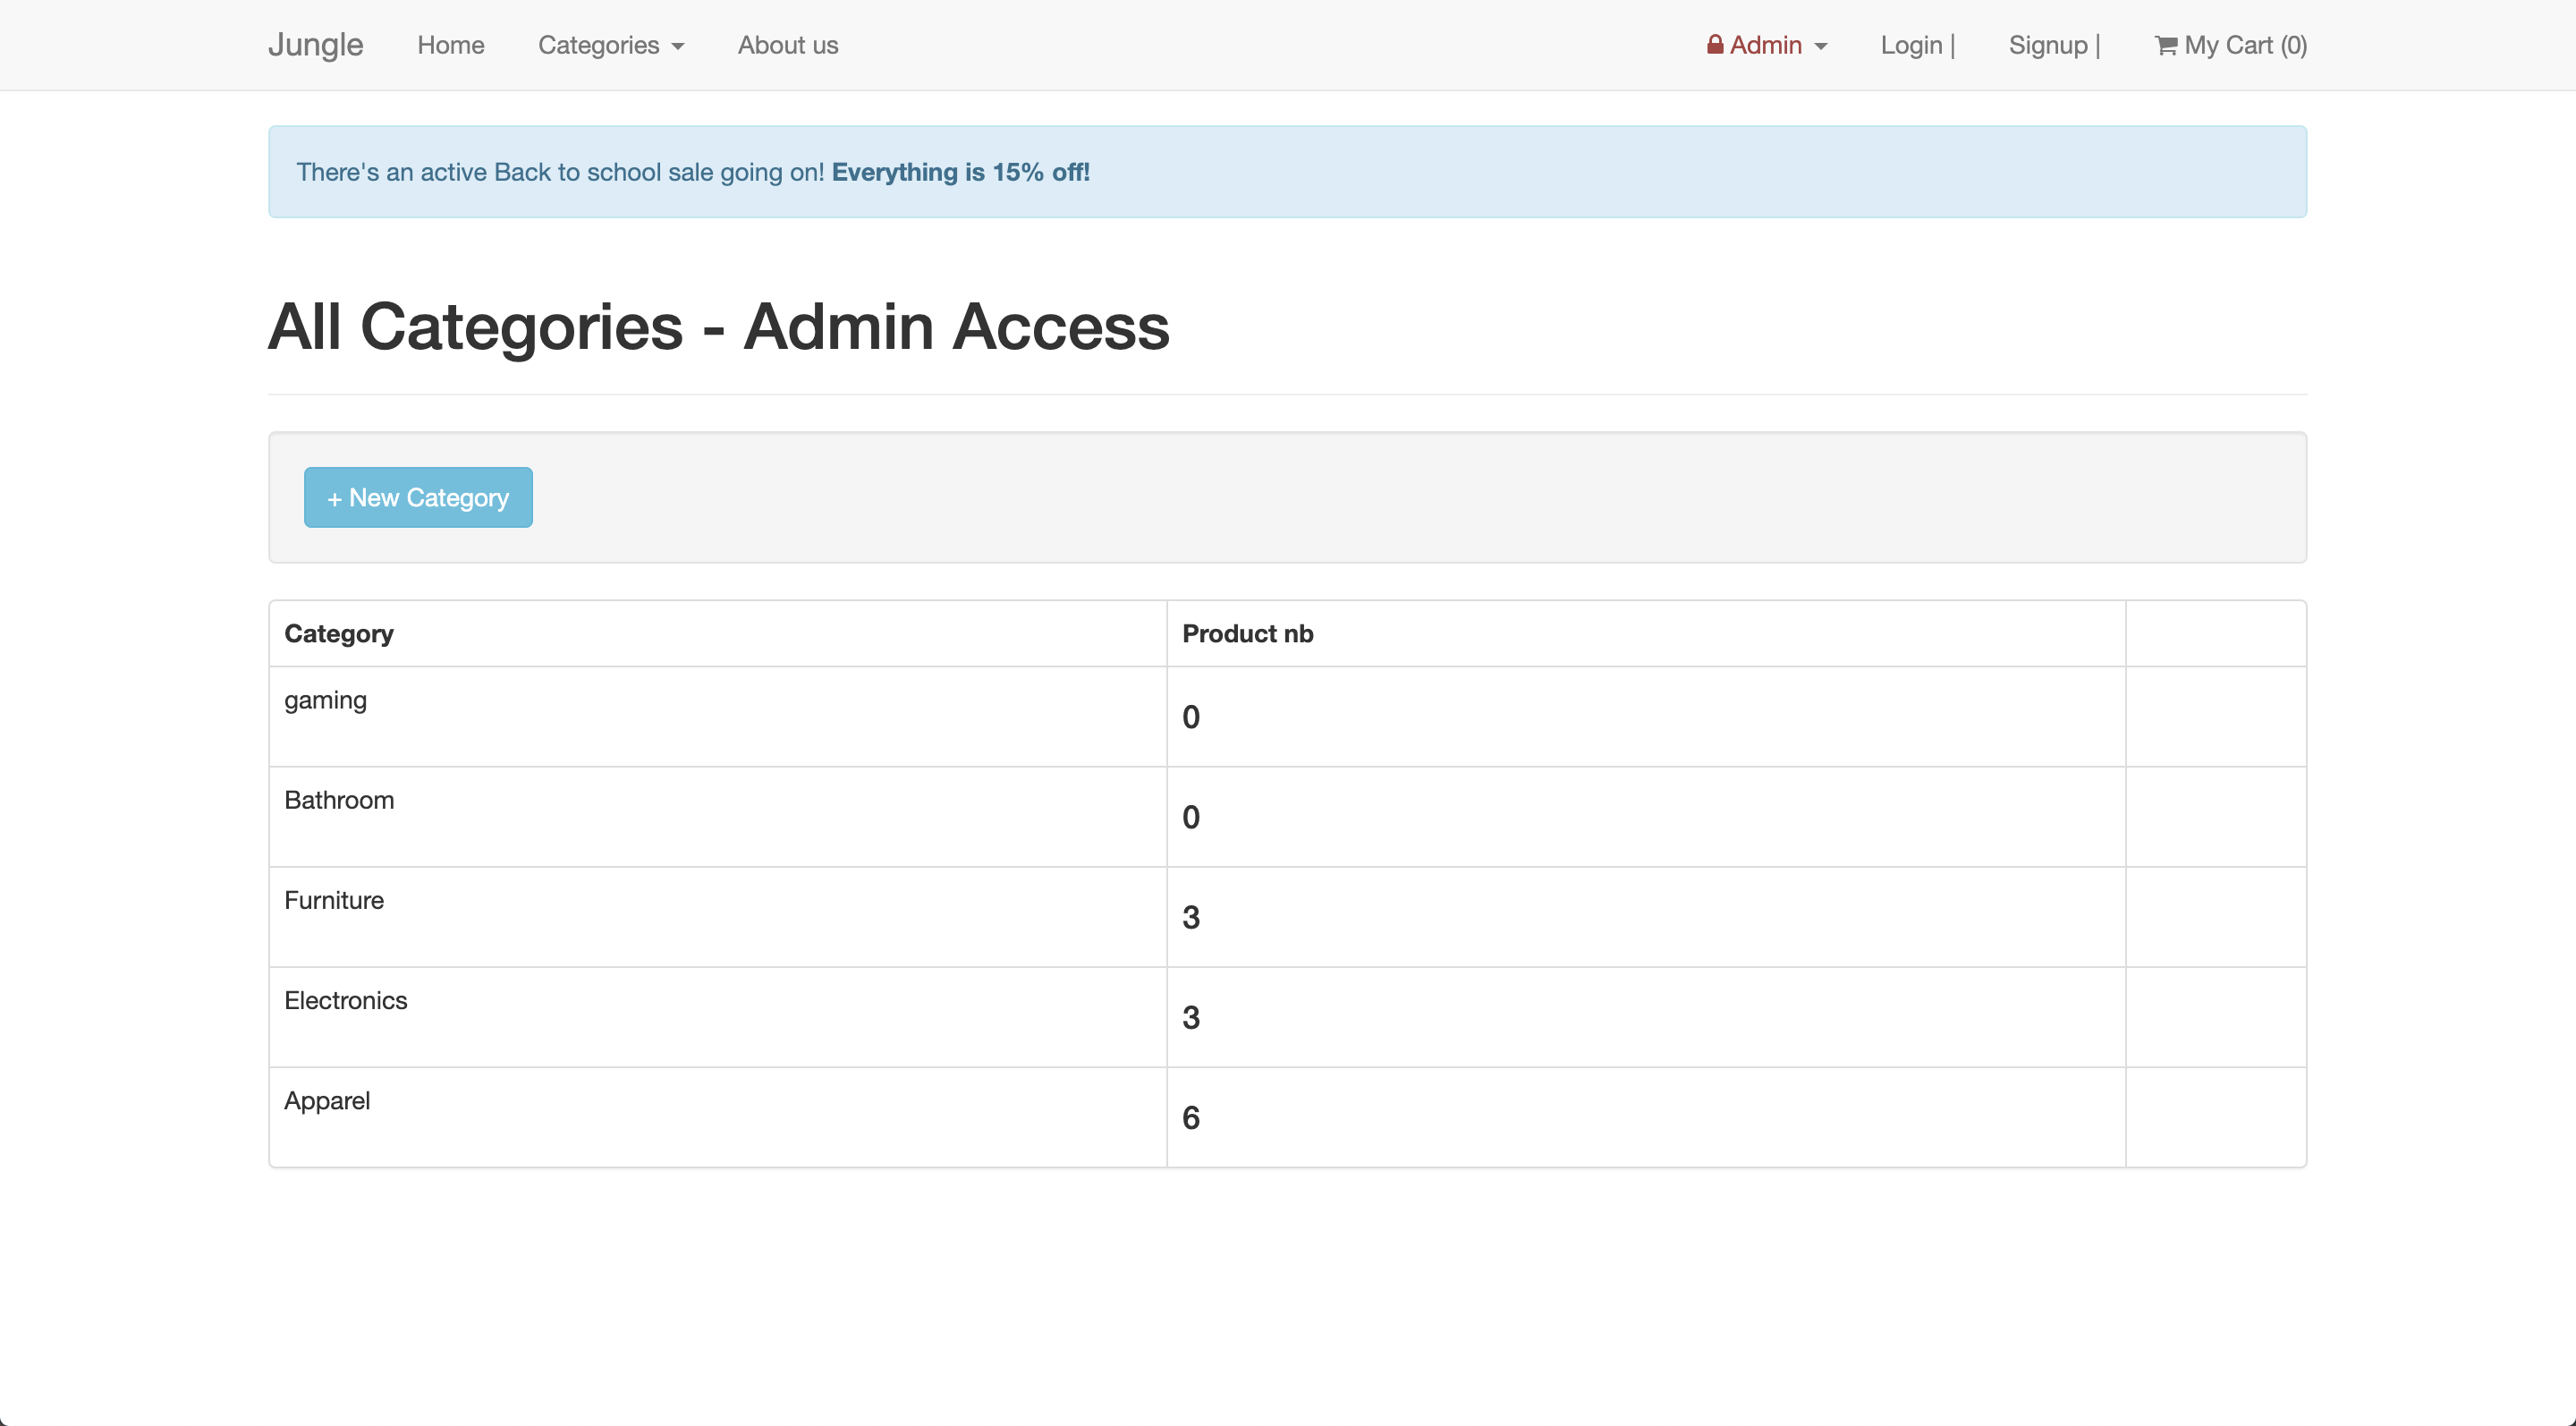 Jungle Home Categories About us Admin Login | Signup | My Cart (0)
There's an active Back to school sale going on! Everything is 15% off!
All Categories - Admin Access
+ New Category
Category Product nb
gaming 0
Bathroom 0
Furniture 3
Electronics 3
Apparel 6